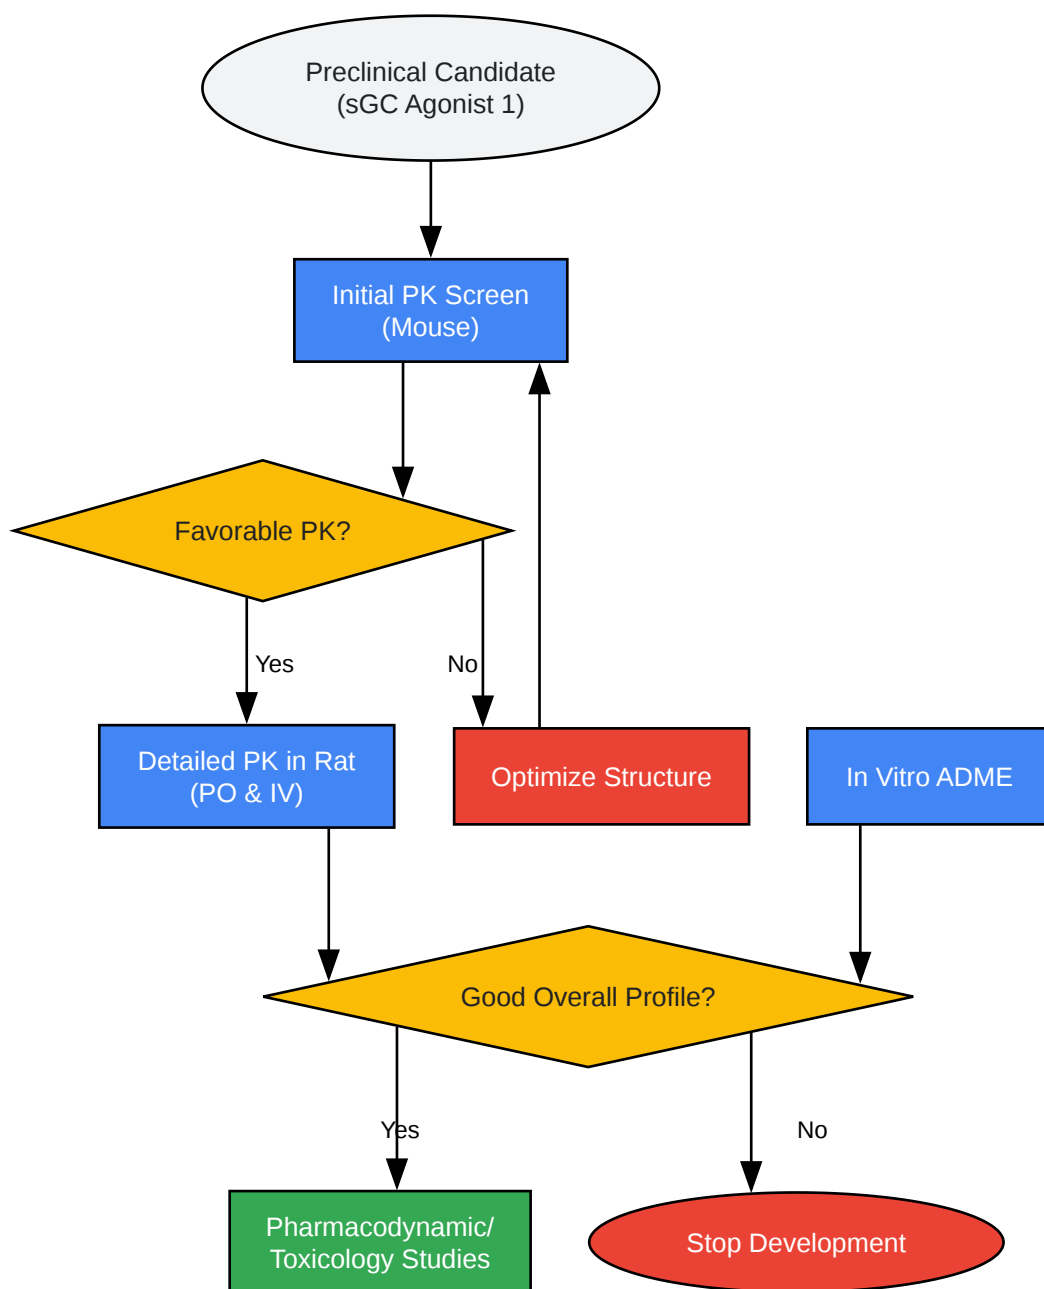 Preclinical Candidate
(sGC Agonist 1)
Initial PK Screen
(Mouse)
Favorable PK?
Yes
No
Detailed PK in Rat
(PO & IV)
Optimize Structure
In Vitro ADME
Good Overall Profile?
Yes
No
Pharmacodynamic/
Toxicology Studies
Stop Development